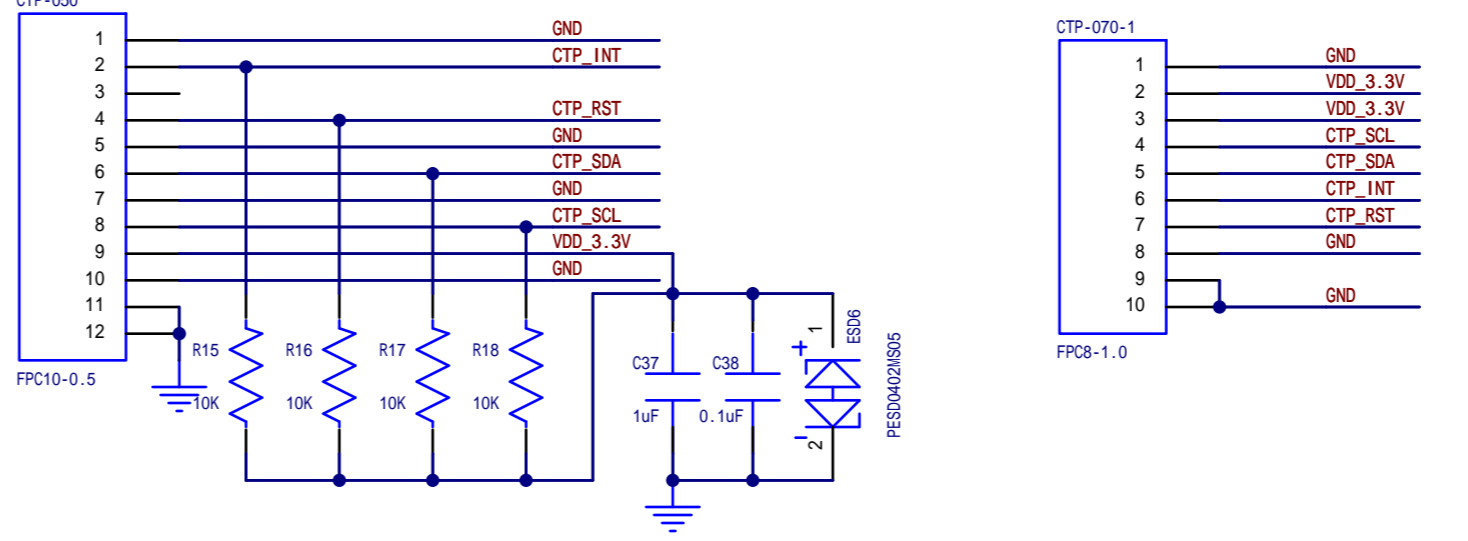 CTP-050
1 GND
2 CTP_INT
3
4 CTP_RST
5 GND
6 CTP_SDA
7 GND
8 CTP_SCL
9 VDD_3.3V
10 GND
11
12
FPC10-0.5
R15
10K
R16
10K
R17
10K
R18
10K
C37
1uF
C38
0.1uF
+
1
-
2
ESD6
PESD0402MS05
CTP-070-1
1 GND
2 VDD_3.3V
3 VDD_3.3V
4 CTP_SCL
5 CTP_SDA
6 CTP_INT
7 CTP_RST
8 GND
9
10 GND
FPC8-1.0